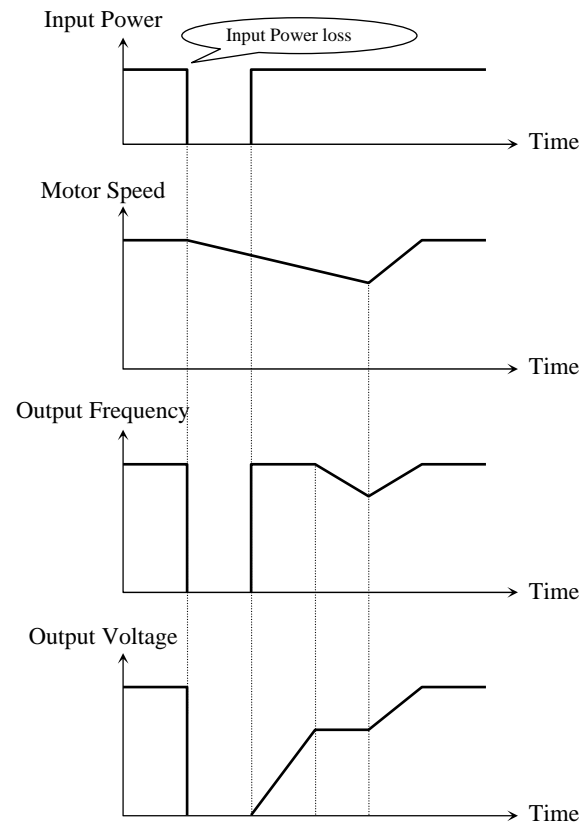 Input Power
Input Power loss
Time
Motor Speed
Time
Output Frequency
Time
Output Voltage
Time